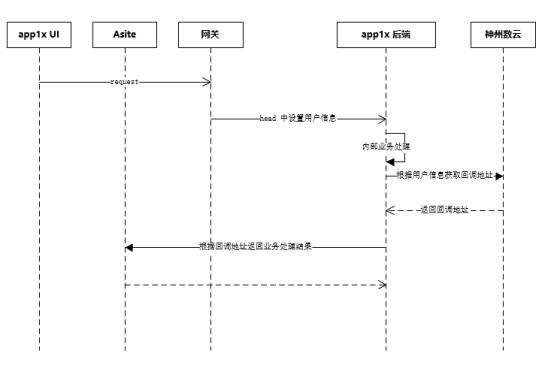 app1x UI
Asite
网关
app1x 后端
神州数云
request
head 中设置用户信息
内部业务处理
根据用户信息获取回调地址
返回回调地址
根据回调地址返回业务处理结果